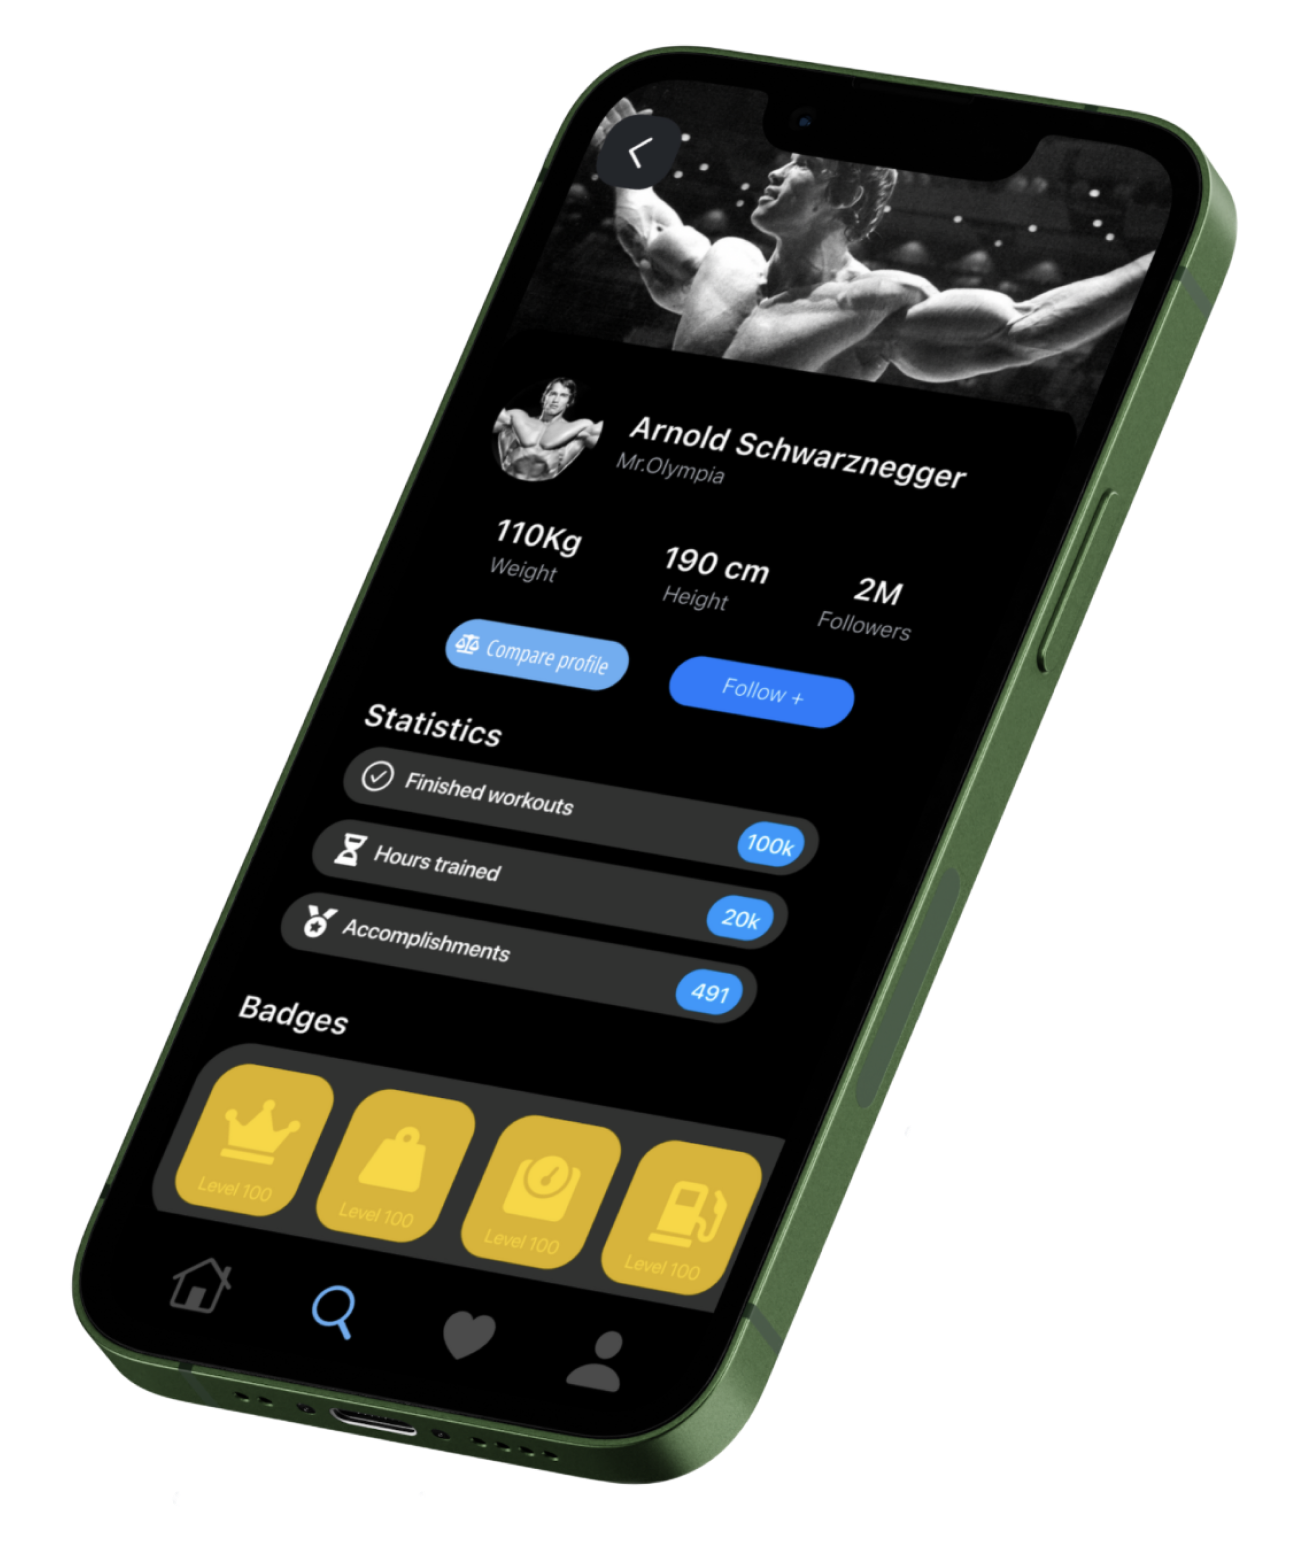 Arnold Schwarznegger
Mr.Olympia
110Kg
Weight
190 cm
Height
2M
Followers
Compare profile
Follow +
Statistics
Finished workouts
100k
Hours trained
20k
Accomplishments
491
Badges
Level 100
Level 100
Level 100
Level 100